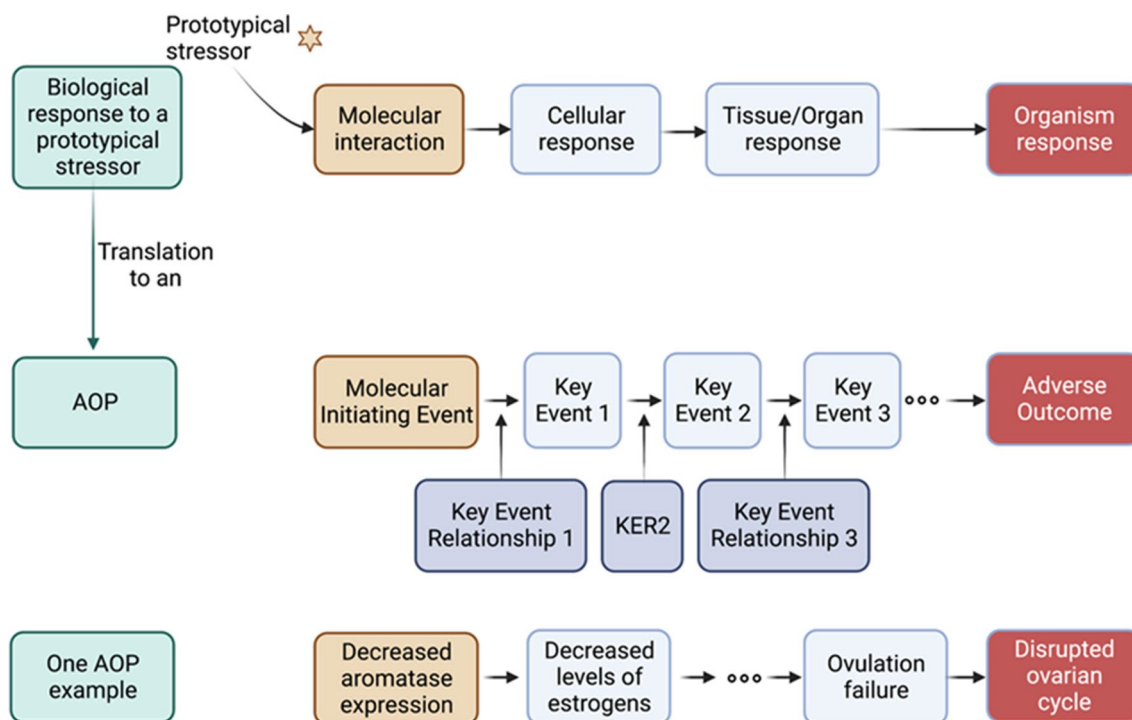 Prototypical
stressor
Biological
response to a
prototypical
stressor
Molecular
interaction
Cellular
response
Tissue/Organ
response
Organism
response
Translation
to an
AOP
Molecular
Initiating Event
Key
Event 1
Key
Event 2
Key
Event 3
Adverse
Outcome
Key Event
Relationship 1
KER2
Key Event
Relationship 3
One AOP
example
Decreased
aromatase
expression
Decreased
levels of
estrogens
Ovulation
failure
Disrupted
ovarian
cycle